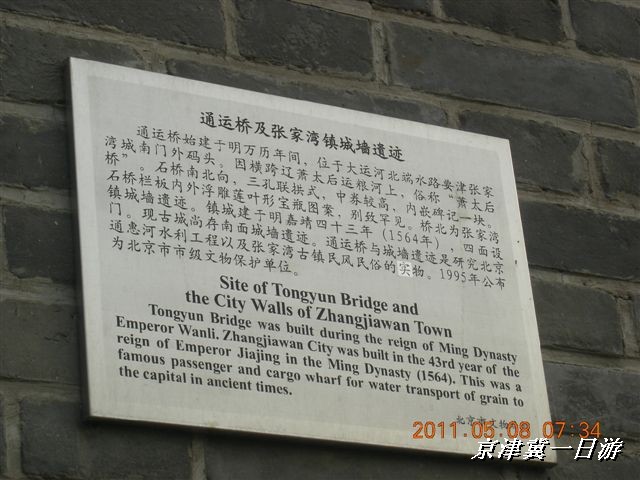 通运桥及张家湾镇城墙遗迹
通运桥始建于明万历年间，位于大运河北端水路要津张家
湾城南门外码头。因横跨辽萧太后运粮河上，俗称“萧太后
桥”。石桥南北向，三孔联拱式，中券较高，内嵌碑记一块。
石桥栏板内外浮雕莲叶形宝瓶图案，别致罕见。桥北为张家湾
镇城墙遗迹。镇城建于明嘉靖四十三年（1564年），四面设
门。现古城尚存南面城墙遗迹。通运桥与城墙遗迹是研究北京
通惠河水利工程以及张家湾古镇民风民俗的实物。1995年公布
为北京市市级文物保护单位。
Site of Tongyun Bridge and
the City Walls of Zhangjiawan Town
Tongyun Bridge was built during the reign of Ming Dynasty
Emperor Wanli. Zhangjiawan City was built in the 43rd year of the
reign of Emperor Jiajing in the Ming Dynasty (1564). This was a
famous passenger and cargo wharf for water transport of grain to
the capital in ancient times.
北京市文物
2011.05.08 07:34
京津冀一日游